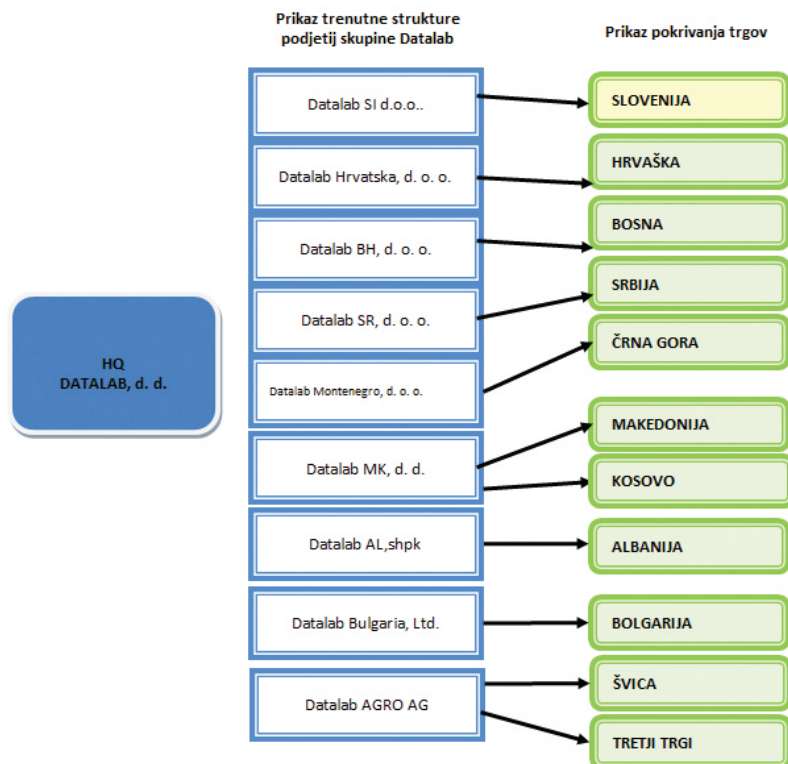 Prikaz trenutne strukture
podjetij skupine Datalab
Prikaz pokrivanja trgov
HQ
DATALAB, d. d.
Datalab SI d.o.o..
SLOVENIJA
Datalab Hrvatska, d. o. o.
HRVAŠKA
Datalab BH, d. o. o.
BOSNA
Datalab SR, d. o. o.
SRBIJA
Datalab Montenegro, d. o. o.
ČRNA GORA
Datalab MK, d. d.
MAKEDONIJA
KOSOVO
Datalab AL,shpk
ALBANIJA
Datalab Bulgaria, Ltd.
BOLGARIJA
Datalab AGRO AG
ŠVICA
TRETJI TRGI